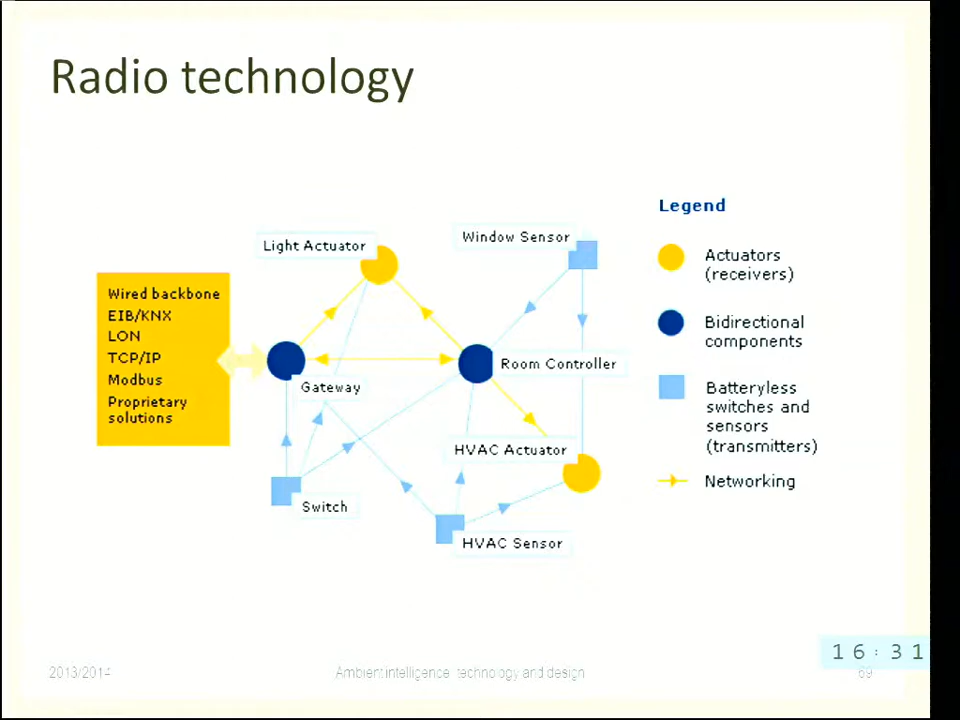 Radio technology
Legend
Light Actuator
Window Sensor
Actuators
(receivers)
Wired backbone
EIB/KNX
LON
TCP/IP
Modbus
Proprietary
solutions
Bidirectional
components
Gateway
Room Controller
Batteryless
switches and
sensors
(transmitters)
HVAC Actuator
Networking
Switch
HVAC Sensor
16:31
2013/2014
Ambient intelligence: technology and design
69